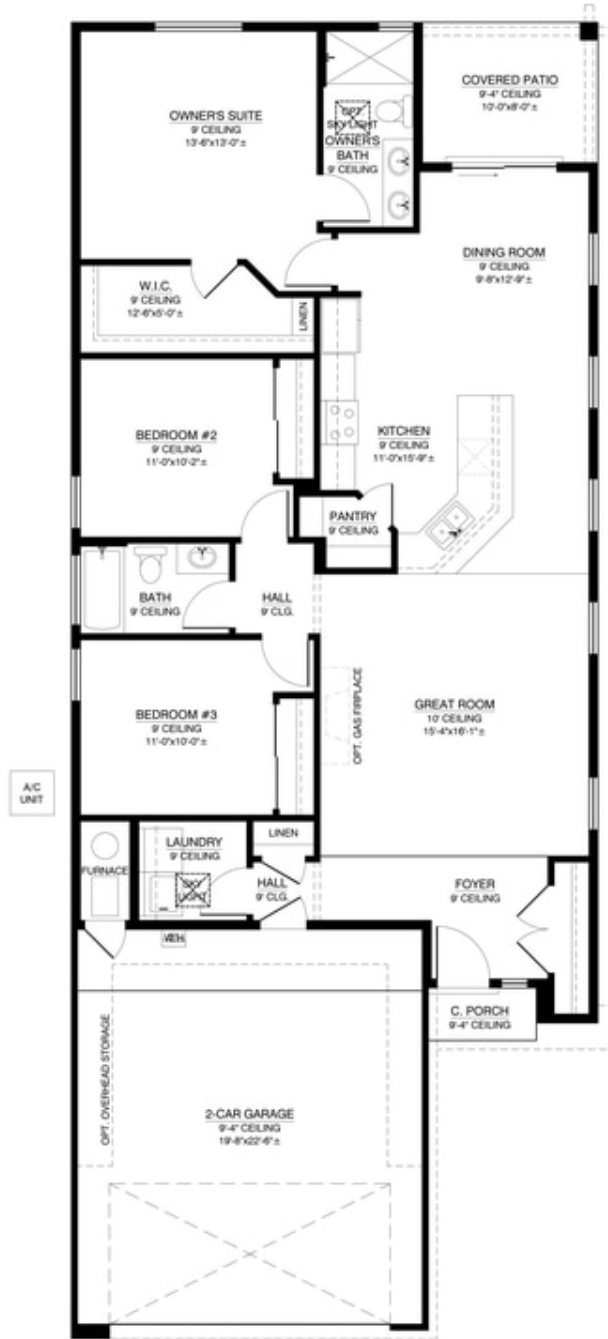 COVERED PATIO
9'-4" CEILING
10'-0"x8'-0"±
OWNER'S SUITE
9' CEILING
13'-6"x13'-0"±
OPT.
SKY LIGHT
OWNER'S
BATH
9' CEILING
DINING ROOM
9' CEILING
9'-8"x12'-9"±
W.I.C.
9' CEILING
12'-6"x5'-0"±
LINEN
BEDROOM #2
9' CEILING
11'-0"x10'-2"±
KITCHEN
9' CEILING
11'-0"x15'-9"±
PANTRY
9' CEILING
BATH
9' CEILING
HALL
9' CLG.
OPT. GAS FIREPLACE
GREAT ROOM
10' CEILING
15'-4"x16'-1"±
BEDROOM #3
9' CEILING
11'-0"x10'-0"±
A/C
UNIT
FURNACE
LAUNDRY
9' CEILING
SKY
LIGHT
LINEN
HALL
9' CLG.
FOYER
9' CEILING
C. PORCH
9'-4" CEILING
OPT. OVERHEAD STORAGE
2-CAR GARAGE
9'-4" CEILING
19'-8"x22'-6"±